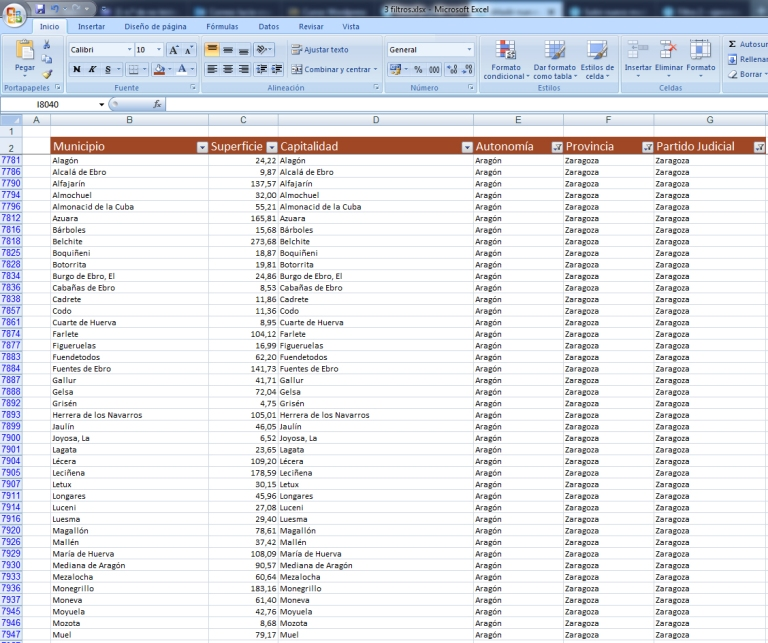 3 filtros.xlsx - Microsoft Excel
Inicio Insertar Diseño de página Fórmulas Datos Revisar Vista
Pegar Calibri 10 A A Ajustar texto General Formato condicional Dar formato como tabla Estilos de celda Insertar Eliminar Formato Σ Autosum
N K S A Combinar y centrar % 000 Rellenar
Borrar
Portapapeles Fuente Alineación Número Estilos Celdas
I8040 fx
A B C D E F G
1
2 Municipio Superficie Capitalidad Autonomía Provincia Partido Judicial
7781 Alagón 24,22 Alagón Aragón Zaragoza Zaragoza
7786 Alcalá de Ebro 9,87 Alcalá de Ebro Aragón Zaragoza Zaragoza
7790 Alfajarín 137,57 Alfajarín Aragón Zaragoza Zaragoza
7794 Almochuel 32,00 Almochuel Aragón Zaragoza Zaragoza
7796 Almonacid de la Cuba 55,21 Almonacid de la Cuba Aragón Zaragoza Zaragoza
7812 Azuara 165,81 Azuara Aragón Zaragoza Zaragoza
7816 Bárboles 15,68 Bárboles Aragón Zaragoza Zaragoza
7818 Belchite 273,68 Belchite Aragón Zaragoza Zaragoza
7825 Boquiñeni 18,87 Boquiñeni Aragón Zaragoza Zaragoza
7828 Botorrita 19,81 Botorrita Aragón Zaragoza Zaragoza
7834 Burgo de Ebro, El 24,86 Burgo de Ebro, El Aragón Zaragoza Zaragoza
7836 Cabañas de Ebro 8,53 Cabañas de Ebro Aragón Zaragoza Zaragoza
7838 Cadrete 11,86 Cadrete Aragón Zaragoza Zaragoza
7857 Codo 11,36 Codo Aragón Zaragoza Zaragoza
7861 Cuarte de Huerva 8,95 Cuarte de Huerva Aragón Zaragoza Zaragoza
7874 Farlete 104,12 Farlete Aragón Zaragoza Zaragoza
7877 Figueruelas 16,99 Figueruelas Aragón Zaragoza Zaragoza
7883 Fuendetodos 62,20 Fuendetodos Aragón Zaragoza Zaragoza
7884 Fuentes de Ebro 141,73 Fuentes de Ebro Aragón Zaragoza Zaragoza
7887 Gallur 41,71 Gallur Aragón Zaragoza Zaragoza
7888 Gelsa 72,04 Gelsa Aragón Zaragoza Zaragoza
7892 Grisén 4,75 Grisén Aragón Zaragoza Zaragoza
7893 Herrera de los Navarros 105,01 Herrera de los Navarros Aragón Zaragoza Zaragoza
7899 Jaulín 46,05 Jaulín Aragón Zaragoza Zaragoza
7900 Joyosa, La 6,52 Joyosa, La Aragón Zaragoza Zaragoza
7901 Lagata 23,65 Lagata Aragón Zaragoza Zaragoza
7904 Lécera 109,20 Lécera Aragón Zaragoza Zaragoza
7905 Leciñena 178,59 Leciñena Aragón Zaragoza Zaragoza
7907 Letux 30,15 Letux Aragón Zaragoza Zaragoza
7911 Longares 45,96 Longares Aragón Zaragoza Zaragoza
7914 Luceni 27,08 Luceni Aragón Zaragoza Zaragoza
7916 Luesma 29,40 Luesma Aragón Zaragoza Zaragoza
7920 Magallón 78,61 Magallón Aragón Zaragoza Zaragoza
7926 Mallén 37,42 Mallén Aragón Zaragoza Zaragoza
7929 María de Huerva 108,09 María de Huerva Aragón Zaragoza Zaragoza
7930 Mediana de Aragón 90,57 Mediana de Aragón Aragón Zaragoza Zaragoza
7933 Mezalocha 60,64 Mezalocha Aragón Zaragoza Zaragoza
7936 Monegrillo 183,16 Monegrillo Aragón Zaragoza Zaragoza
7937 Moneva 61,40 Moneva Aragón Zaragoza Zaragoza
7945 Moyuela 42,76 Moyuela Aragón Zaragoza Zaragoza
7946 Mozota 8,68 Mozota Aragón Zaragoza Zaragoza
7947 Muel 79,17 Muel Aragón Zaragoza Zaragoza